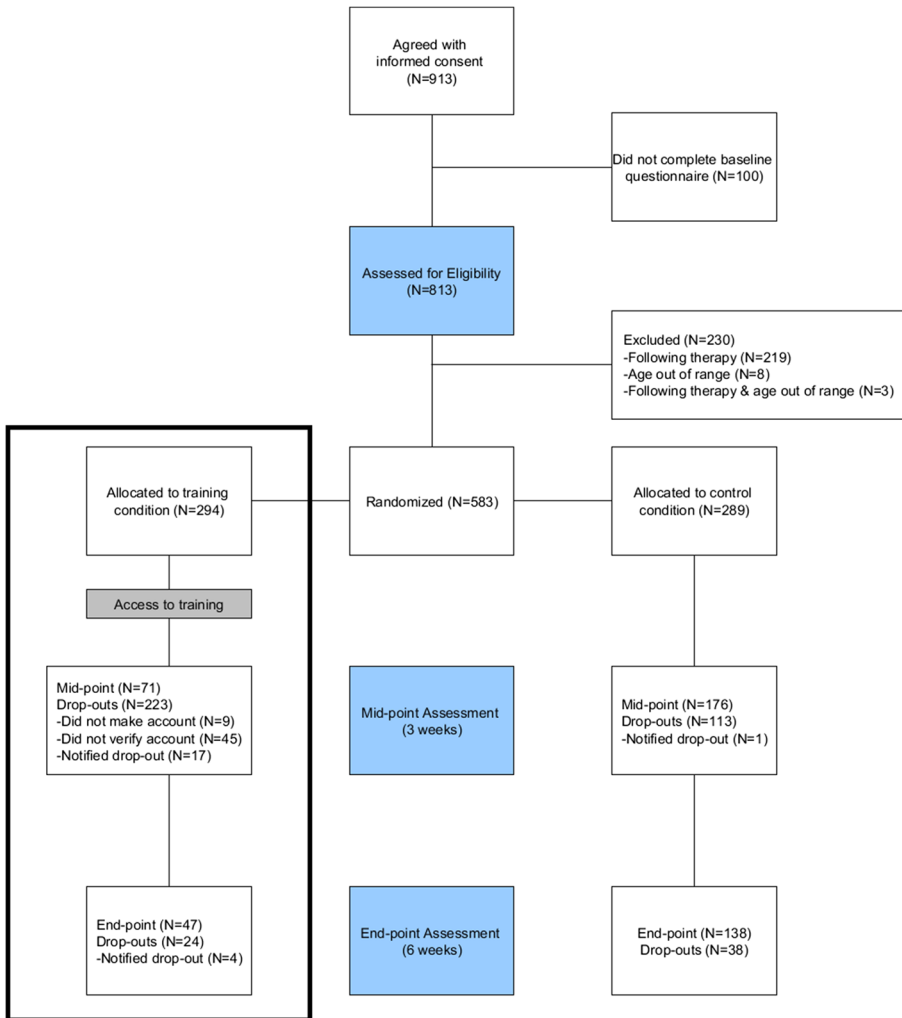 Agreed with
informed consent
(N=913)
Did not complete baseline
questionnaire (N=100)
Assessed for Eligibility
(N=813)
Excluded (N=230)
-Following therapy (N=219)
-Age out of range (N=8)
-Following therapy & age out of range (N=3)
Allocated to training
condition (N=294)
Randomized (N=583)
Allocated to control
condition (N=289)
Access to training
Mid-point (N=71)
Drop-outs (N=223)
-Did not make account (N=9)
-Did not verify account (N=45)
-Notified drop-out (N=17)
Mid-point Assessment
(3 weeks)
Mid-point (N=176)
Drop-outs (N=113)
-Notified drop-out (N=1)
End-point (N=47)
Drop-outs (N=24)
-Notified drop-out (N=4)
End-point Assessment
(6 weeks)
End-point (N=138)
Drop-outs (N=38)